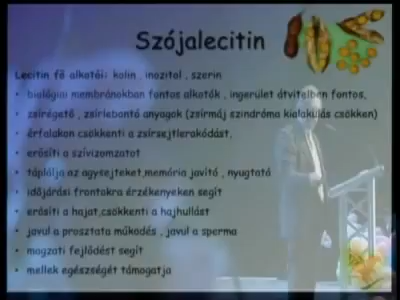 Szójalecitin
Lecitin fő alkotói: kolin , inozitol , szerin
biológiai membránokban fontos alkotók , ingerület átvitelben fontos,
zsírégető , zsírlebontó anyagok (zsírmáj szindróma kialakulás csökken)
érfalakon csökkenti a zsírsejtlerakódást,
erősíti a szívizomzatot
táplálja az agysejteket,memória javító , nyugtató
időjárási frontokra érzékenyeken segít
erősíti a hajat,csökkenti a hajhullást
javul a prosztata működés , javul a sperma
magzati fejlődést segít
mellek egészségét támogatja